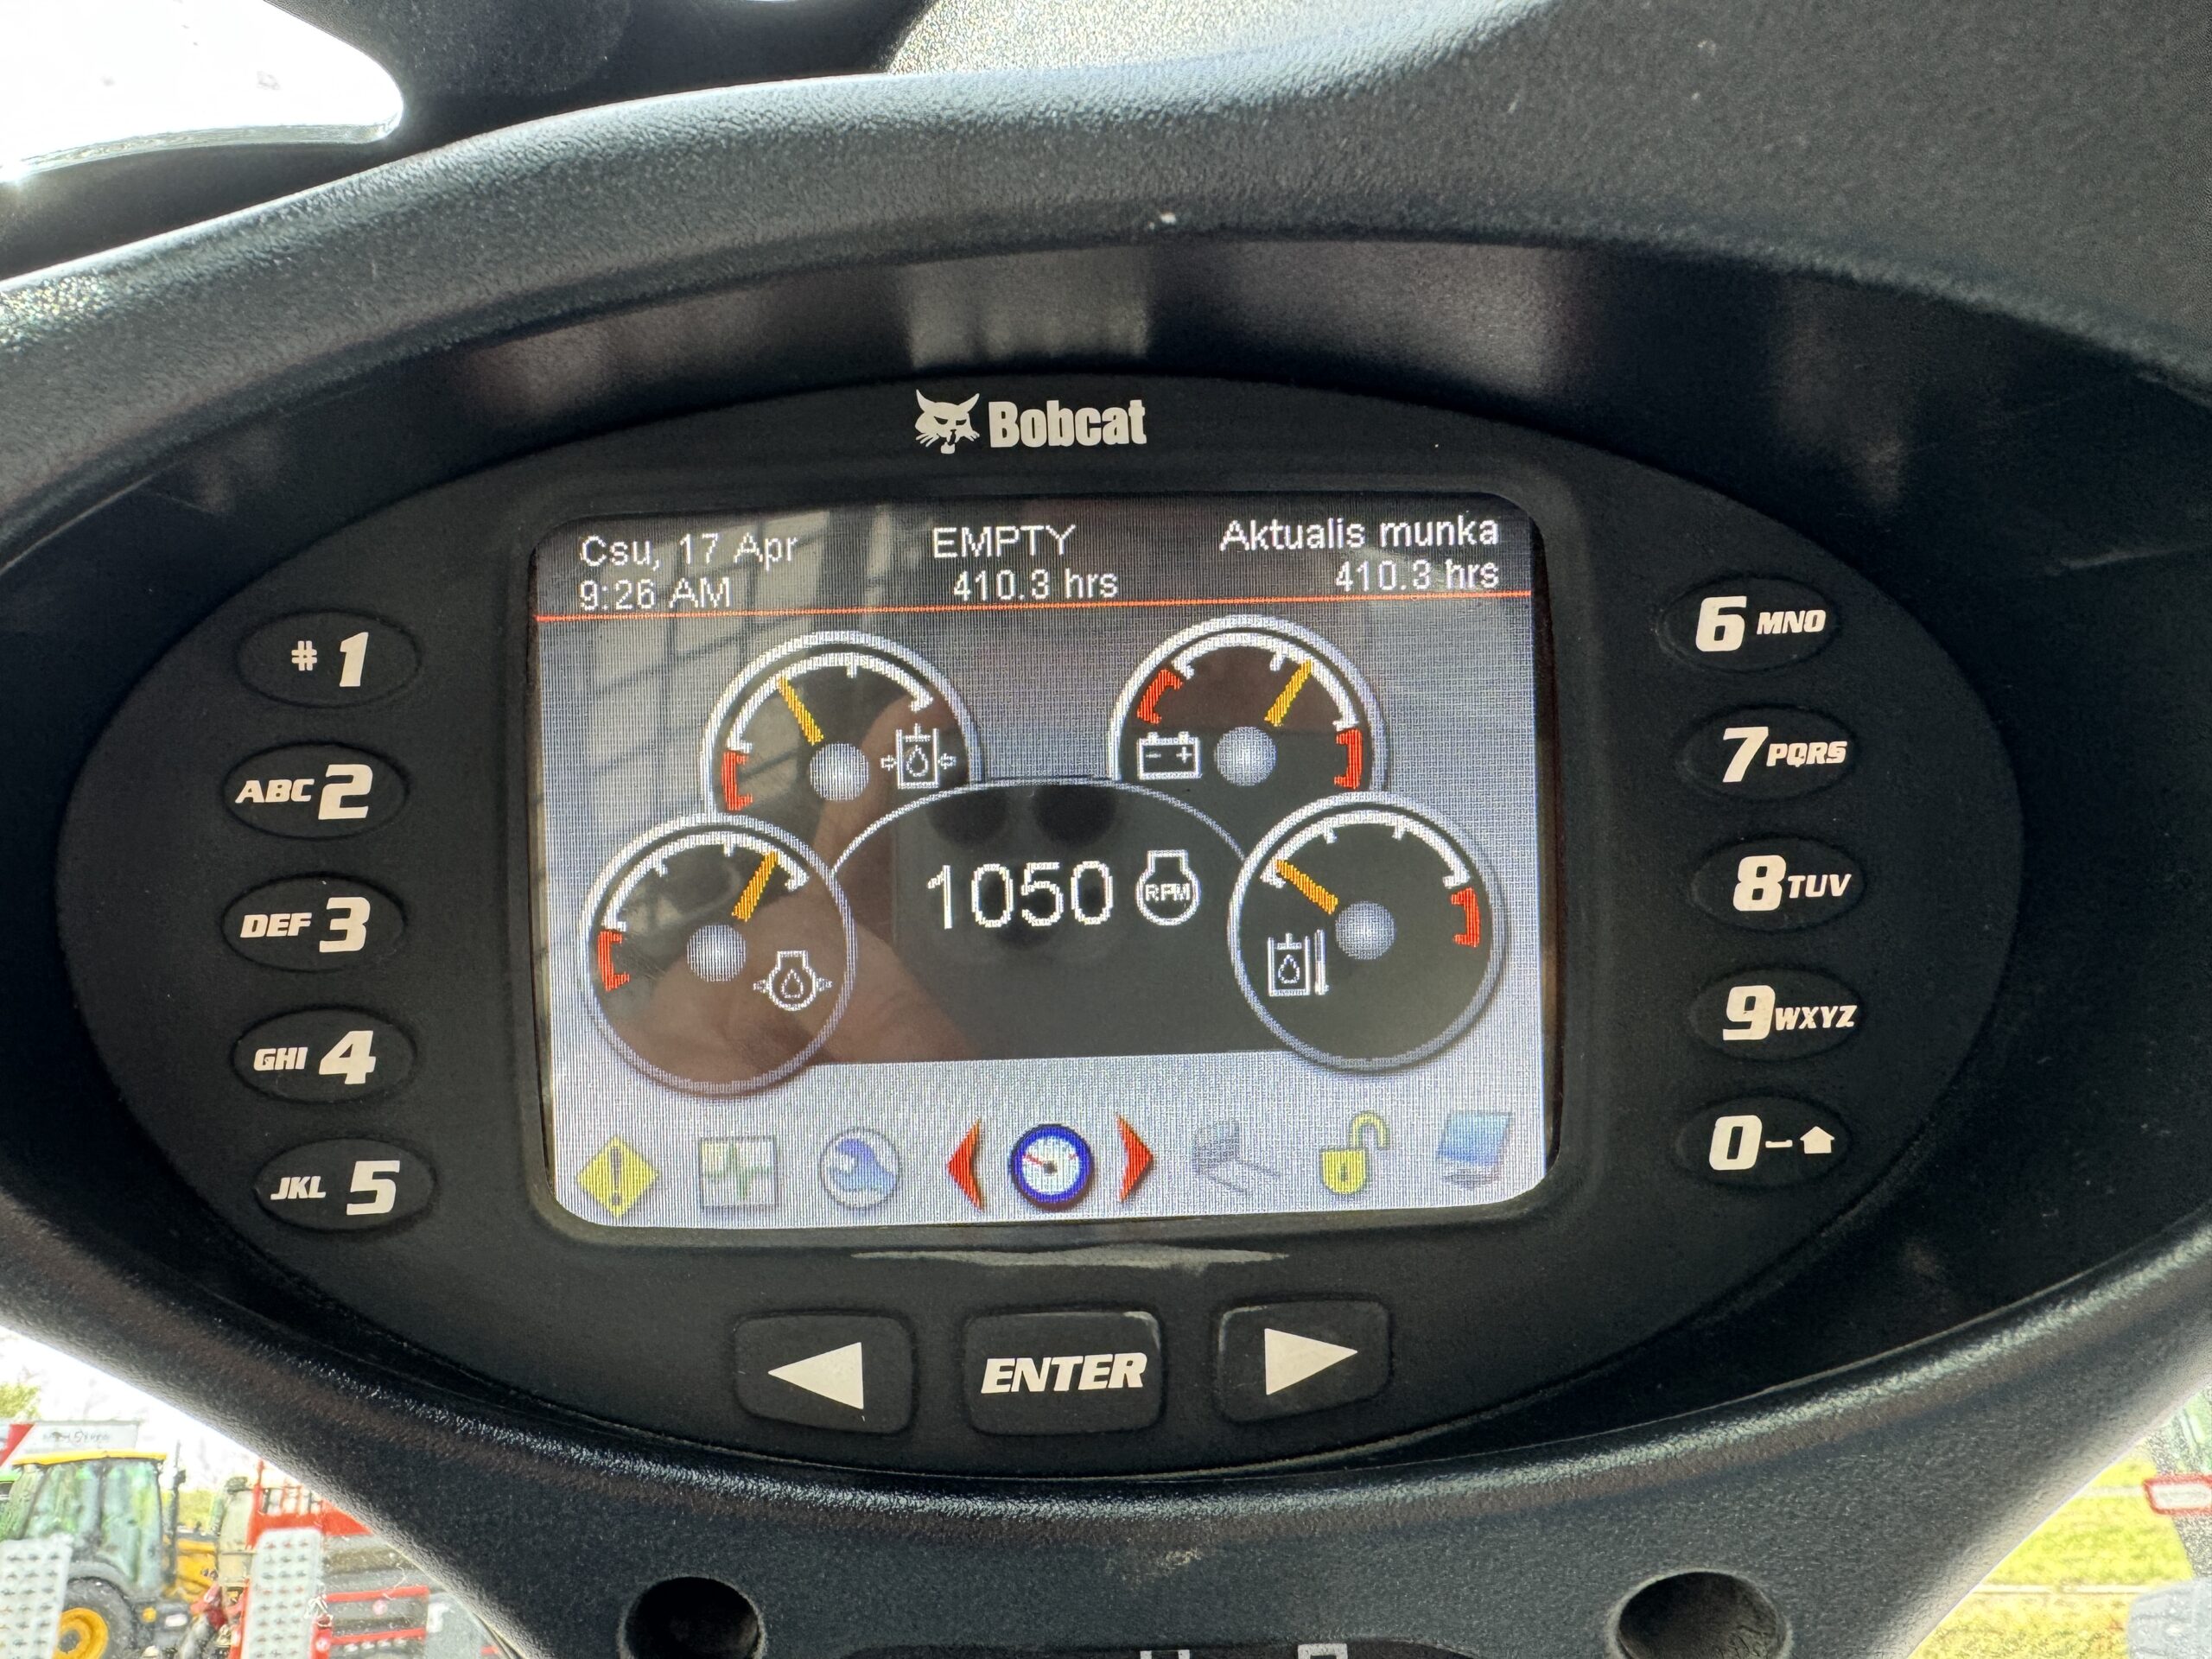 Bobcat
Csu, 17 Apr
9:26 AM
EMPTY
410.3 hrs
Aktualis munka
410.3 hrs
1050 RPM
# 1
ABC 2
DEF 3
GHI 4
JKL 5
6 MNO
7 PQRS
8 TUV
9 WXYZ
0 -
ENTER